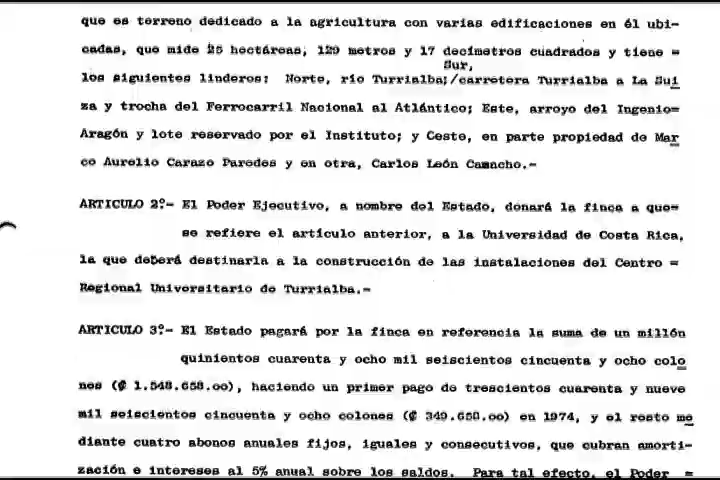 que es terreno dedicado a la agricultura con varias edificaciones en él ubi-
cadas, que mide 25 hectáreas, 129 metros y 17 decímetros cuadrados y tiene =
Sur,
los siguientes linderos: Norte, río Turrialba;/carretera Turrialba a La Sui
za y trocha del Ferrocarril Nacional al Atlántico; Este, arroyo del Ingenio=
Aragón y lote reservado por el Instituto; y Oeste, en parte propiedad de Mar
co Aurelio Carazo Paredes y en otra, Carlos León Camacho.-
ARTICULO 2º- El Poder Ejecutivo, a nombre del Estado, donará la finca a que=
se refiere el artículo anterior, a la Universidad de Costa Rica,
la que deberá destinarla a la construcción de las instalaciones del Centro =
Regional Universitario de Turrialba.-
ARTICULO 3º- El Estado pagará por la finca en referencia la suma de un millón
quinientos cuarenta y ocho mil seiscientos cincuenta y ocho colo
nes (₡ 1.548.658.oo), haciendo un primer pago de trescientos cuarenta y nueve
mil seiscientos cincuenta y ocho colones (₡ 349.658.oo) en 1974, y el resto me
diante cuatro abonos anuales fijos, iguales y consecutivos, que cubran amorti-
zación e intereses al 5% anual sobre los saldos. Para tal efecto, el Poder =